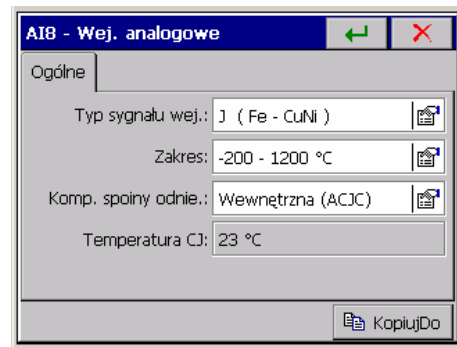 AI8 - Wej. analogowe
Ogólne
Typ sygnału wej.: J ( Fe - CuNi )
Zakres: -200 - 1200 °C
Komp. spoiny odnie.: Wewnętrzna (ACJC)
Temperatura CJ: 23 °C
KopiujDo